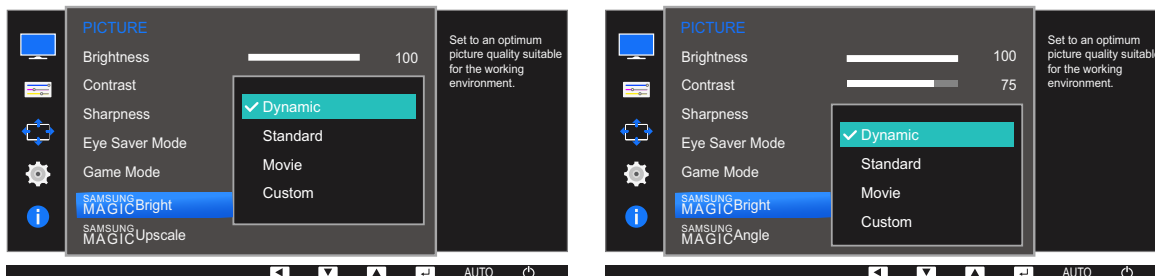 PICTURE
Brightness 100
Contrast
Sharpness
Eye Saver Mode
Game Mode
SAMSUNG
MAGICBright
SAMSUNG
MAGICUpscale
Dynamic
Standard
Movie
Custom
Set to an optimum
picture quality suitable
for the working
environment.
AUTO
PICTURE
Brightness 100
Contrast 75
Sharpness
Eye Saver Mode
Game Mode
SAMSUNG
MAGICBright
SAMSUNG
MAGICAngle
Dynamic
Standard
Movie
Custom
Set to an optimum
picture quality suitabl
for the working
environment.
AUTO